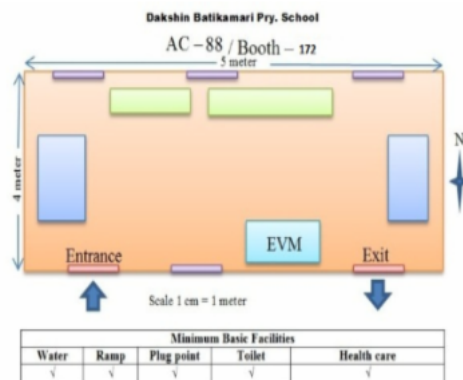 Dakshin Batikamari Pry. School
AC – 88 / Booth – 172
5 meter
4 meter
N
EVM
Entrance
Exit
Scale 1 cm = 1 meter
Minimum Basic Facilities
Water Ramp Plug point Toilet Health care
√ √ √ √ √